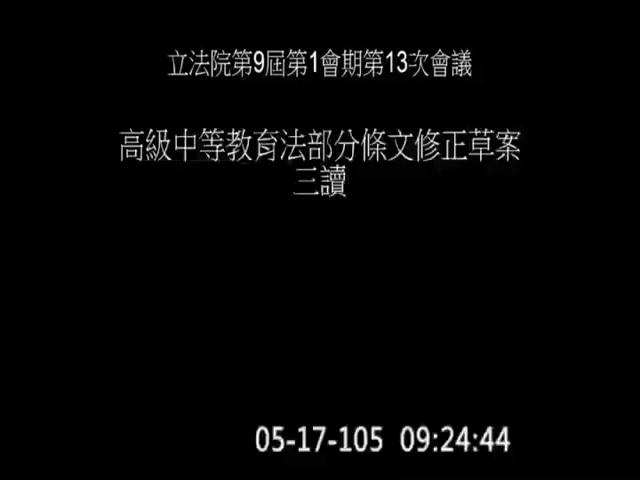 立法院第9屆第1會期第13次會議
高級中等教育法部分條文修正草案
三讀
05-17-105 09:24:44